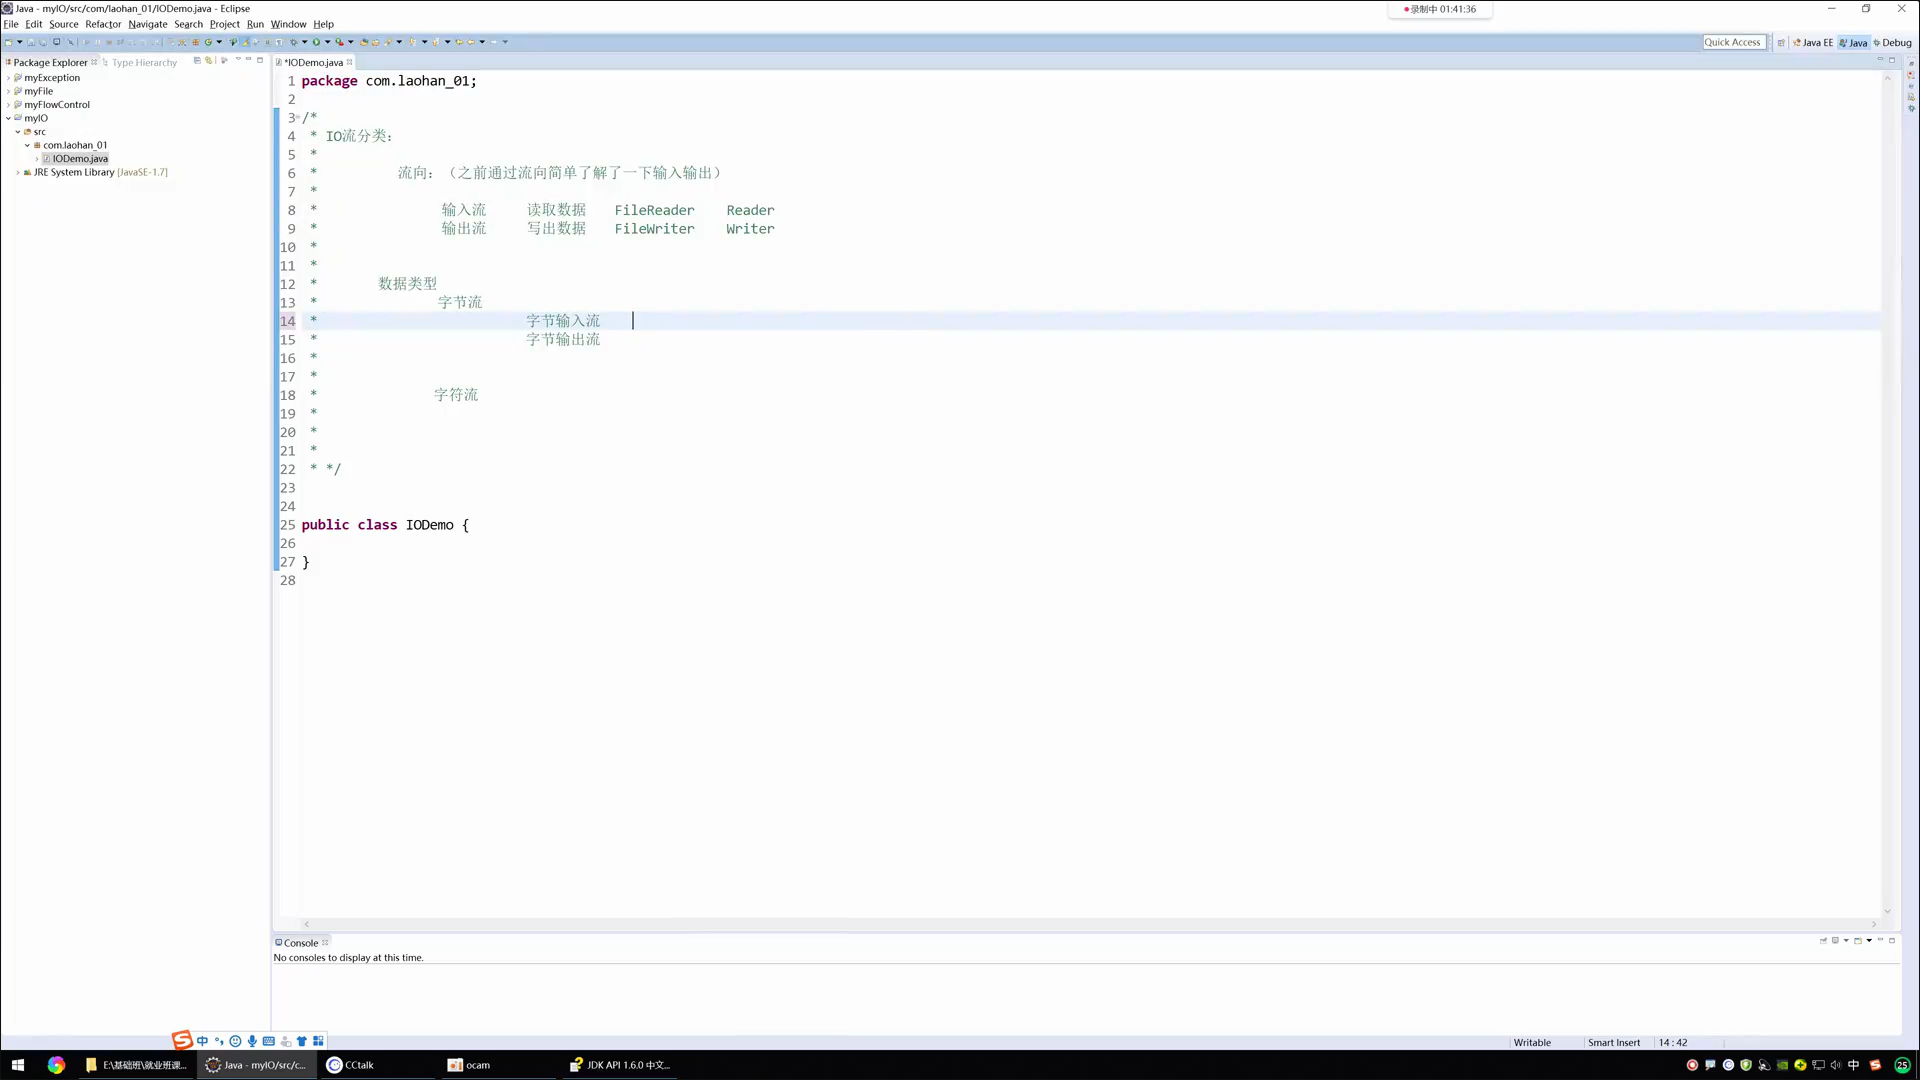 Java - myIO/src/com/laohan_01/IODemo.java - Eclipse
录制中 01:41:36
File Edit Source Refactor Navigate Search Project Run Window Help
Quick Access
Java EE
Java
Debug
Package Explorer
Type Hierarchy
*IODemo.java
myException
myFile
myFlowControl
myIO
src
com.laohan_01
IODemo.java
JRE System Library [JavaSE-1.7]
1 package com.laohan_01;
2
3 /*
4 * IO流分类：
5 *
6 * 流向：（之前通过流向简单了解了一下输入输出）
7 *
8 * 输入流 读取数据 FileReader Reader
9 * 输出流 写出数据 FileWriter Writer
10 *
11 *
12 * 数据类型
13 * 字节流
14 * 字节输入流
15 * 字节输出流
16 *
17 *
18 * 字符流
19 *
20 *
21 *
22 * */
23
24
25 public class IODemo {
26
27 }
28
Console
No consoles to display at this time.
Writable
Smart Insert
14 : 42
中
E:\基础班\就业班课...
Java - myIO/src/c...
CCtalk
ocam
JDK API 1.6.0 中文...
中
25